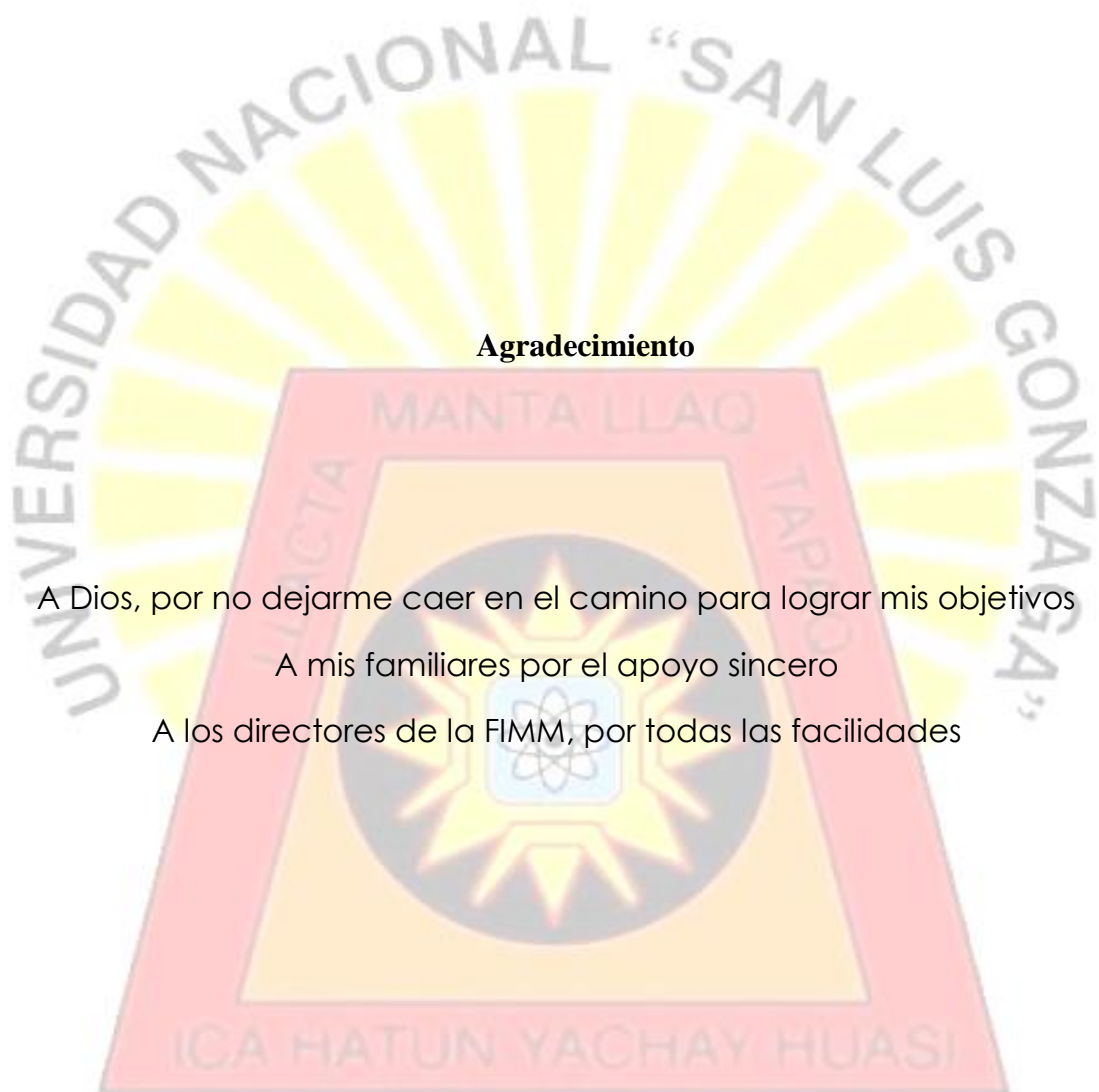 UNIVERSIDAD NACIONAL “SAN LUIS GONZAGA”
Agradecimiento
MANTA LLAQ
LLACTA
TAPRO
A Dios, por no dejarme caer en el camino para lograr mis objetivos
A mis familiares por el apoyo sincero
A los directores de la FIMM, por todas las facilidades
ICA HATUN YACHAY HUASI